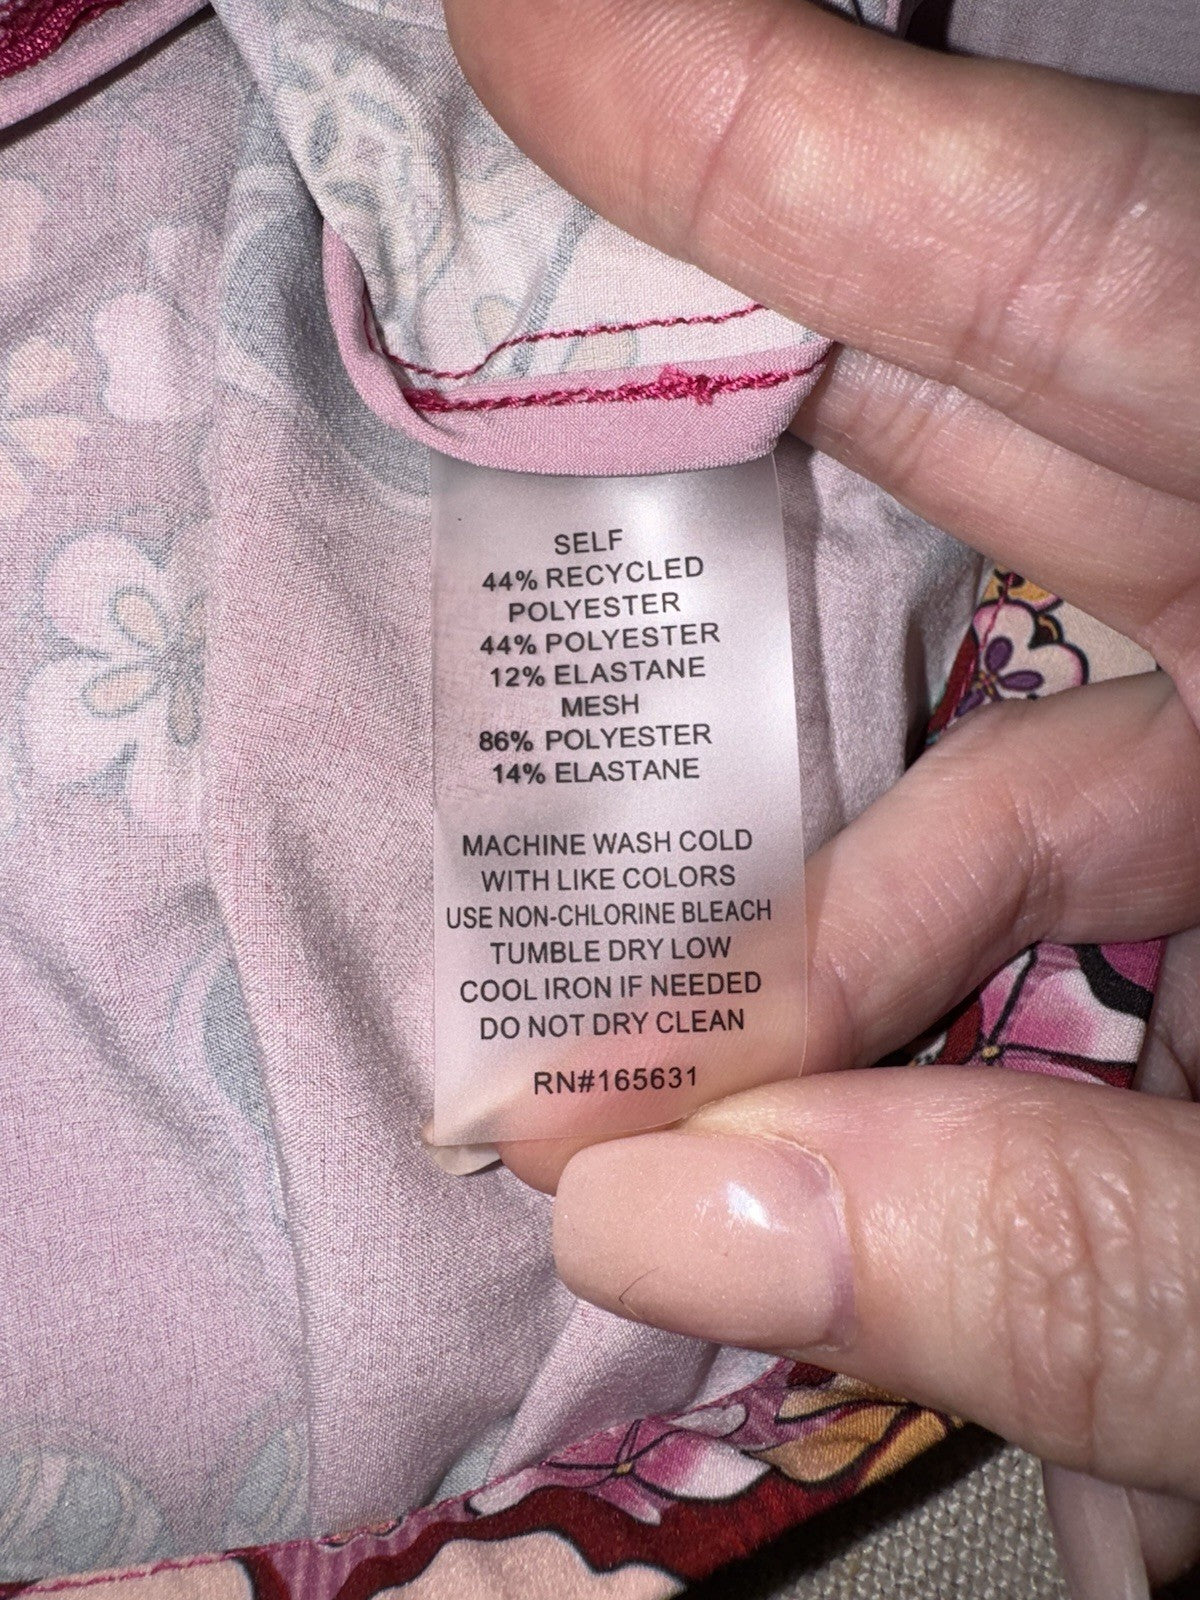 SELF
44% RECYCLED
POLYESTER
44% POLYESTER
12% ELASTANE
MESH
86% POLYESTER
14% ELASTANE
MACHINE WASH COLD
WITH LIKE COLORS
USE NON-CHLORINE BLEACH
TUMBLE DRY LOW
COOL IRON IF NEEDED
DO NOT DRY CLEAN
RN#165631